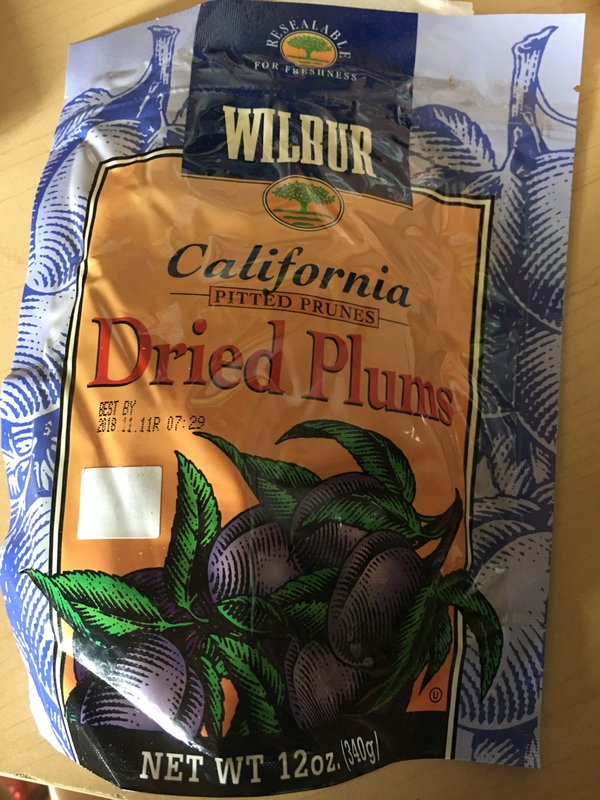 RESEALABLE
FOR FRESHNESS
WILBUR
California
PITTED PRUNES
Dried Plums
BEST BY
2018 11.11R 07:29
U
NET WT 12oz. (340g)